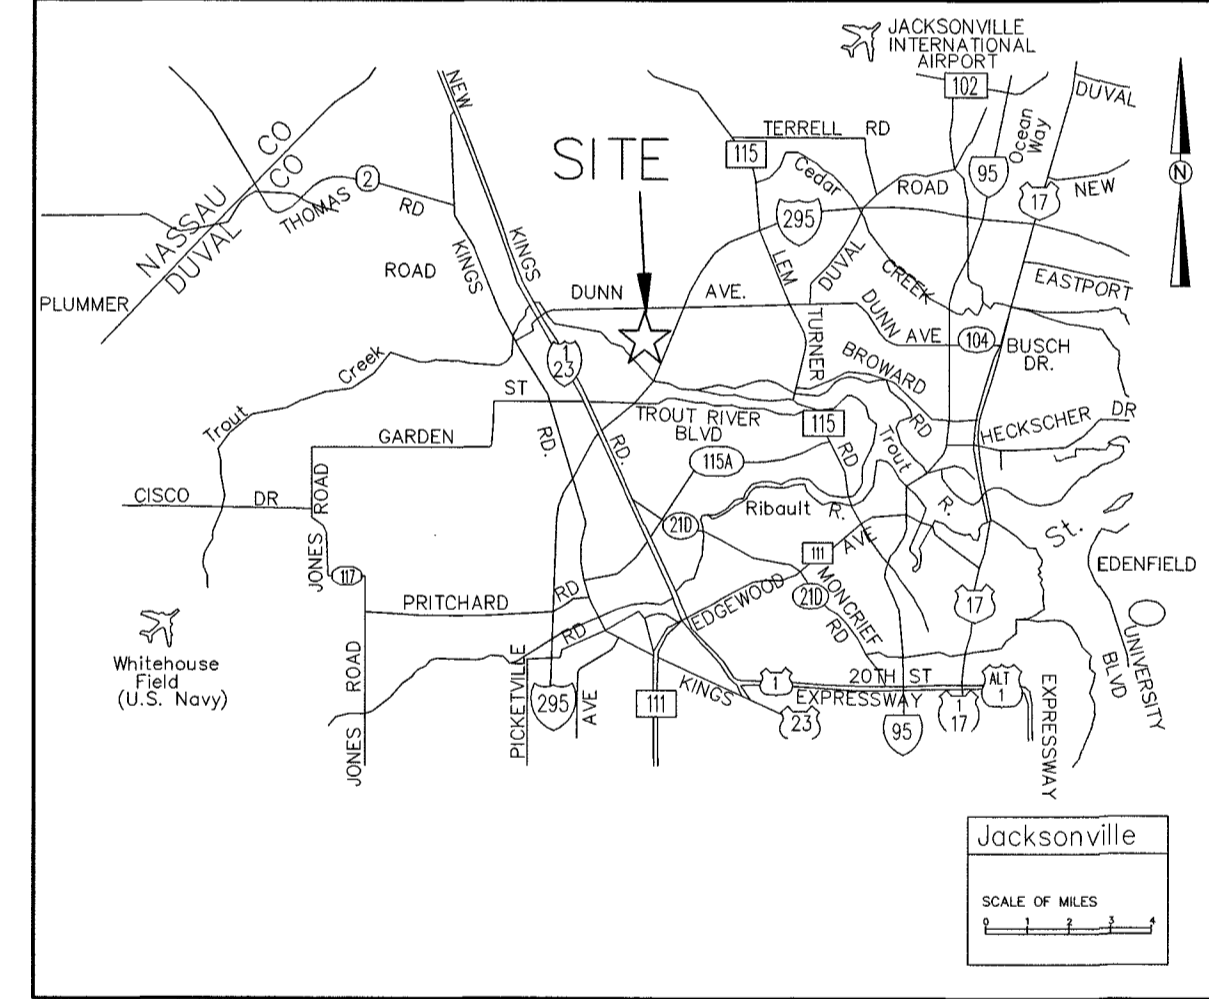 JACKSONVILLE
INTERNATIONAL
AIRPORT
102
DUVAL
NEW
NASSAU CO
DUVAL CO
SITE
TERRELL RD
115
Cedar
Ocean
Way
95
ROAD
NEW
17
N
2
THOMAS RD
295
KINGS
KINGS
ROAD
LEM
DUVAL
CREEK
EASTPORT
PLUMMER
DUNN AVE.
DUNN AVE
104
BUSCH
DR.
TURNER
1
23
BROWARD
Creek
ST
Trout
TROUT RIVER
BLVD
115
RD
HECKSCHER DR
GARDEN
RD.
RD.
RD
Trout
115A
CISCO DR
ROAD
Ribault R.
R.
St.
21D
JONES
111
AVE
EDENFIELD
117
EDGEWOOD
MONCRIEF
RD
21D
17
PRITCHARD RD
RD
Whitehouse
Field
(U.S. Navy)
UNIVERSITY
BLVD
JONES ROAD
PICKETVILLE
295
AVE
111
KINGS
1
20TH ST
EXPRESSWAY
ALT
1
23
95
1
17
EXPRESSWAY
Jacksonville
SCALE OF MILES
0 1 2 3 4